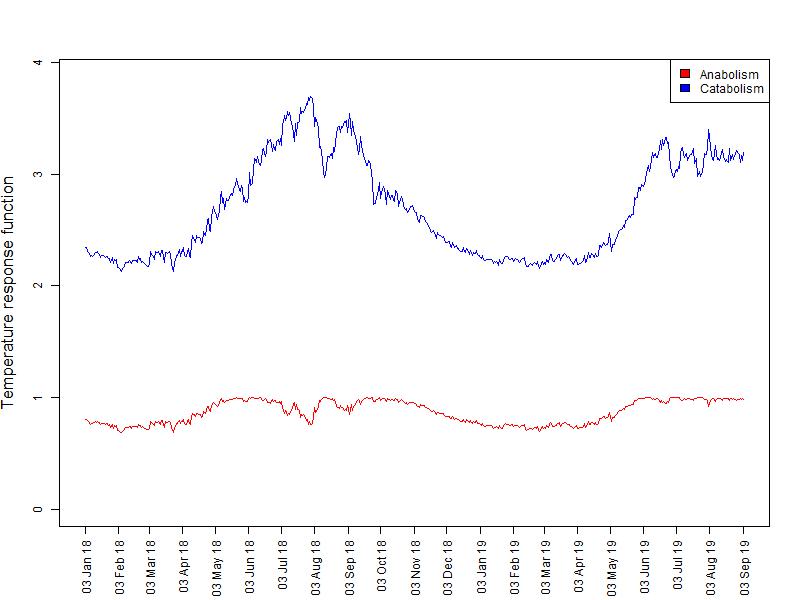 Anabolism
Catabolism
Temperature response function
4
3
2
1
0
03 Jan 18
03 Feb 18
03 Mar 18
03 Apr 18
03 May 18
03 Jun 18
03 Jul 18
03 Aug 18
03 Sep 18
03 Oct 18
03 Nov 18
03 Dec 18
03 Jan 19
03 Feb 19
03 Mar 19
03 Apr 19
03 May 19
03 Jun 19
03 Jul 19
03 Aug 19
03 Sep 19